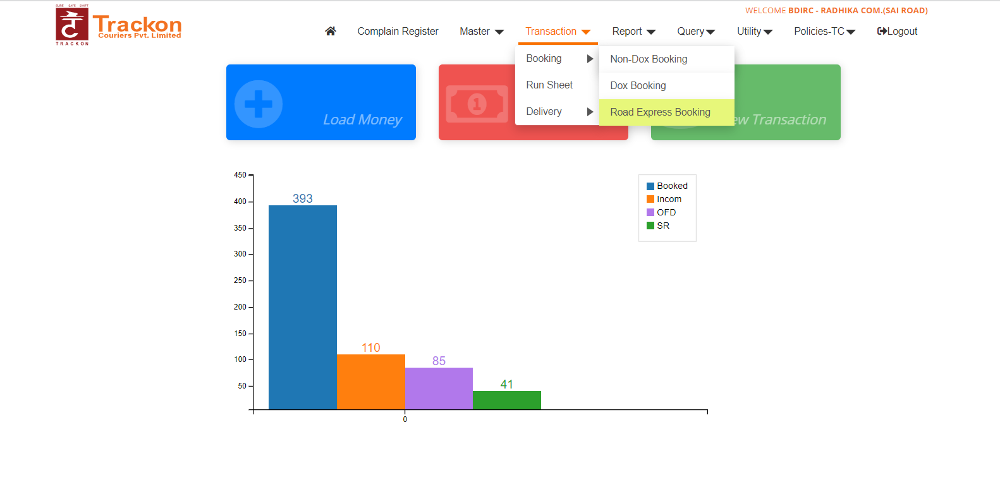 SURE SAFE SWIFT
TRACKON
Trackon
Couriers Pvt. Limited
WELCOME BDIRC - RADHIKA COM.(SAI ROAD)
Complain Register Master Transaction Report Query Utility Policies-TC Logout
Booking
Run Sheet
Delivery
Non-Dox Booking
Dox Booking
Road Express Booking
Load Money
1
ew Transaction
450
400
350
300
250
200
150
100
50
393
110
85
41
0
Booked
Incom
OFD
SR